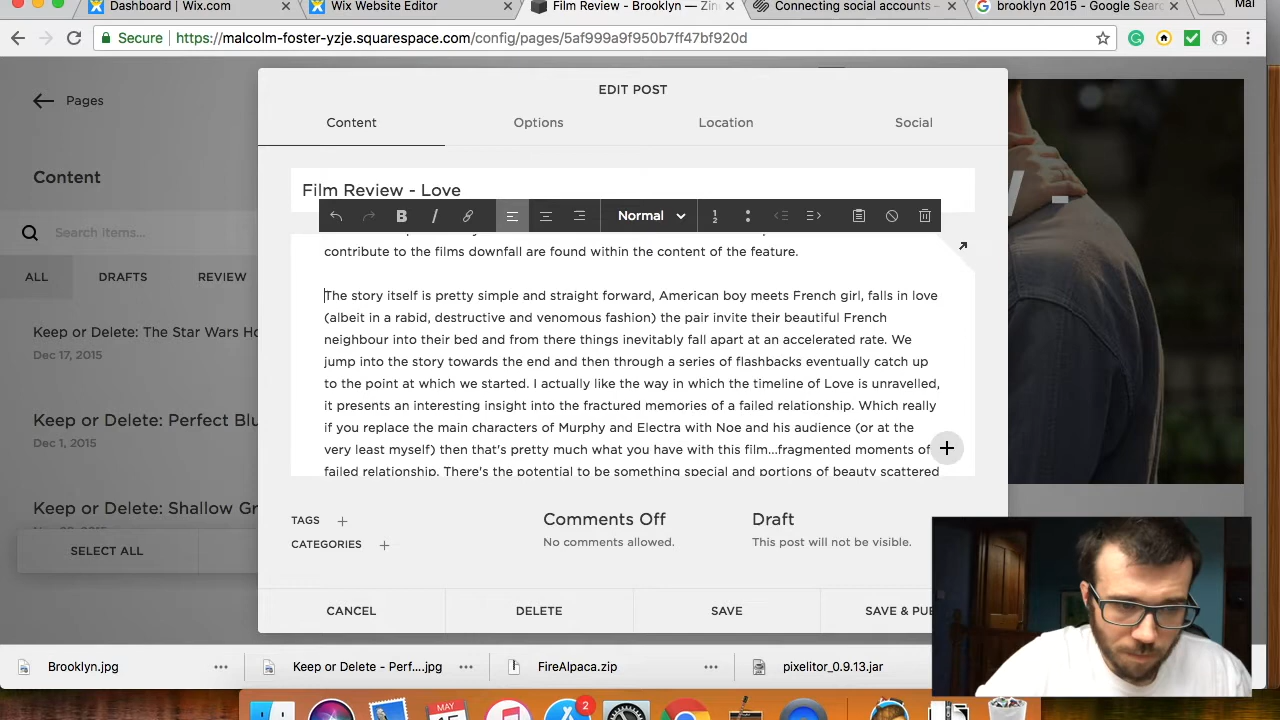 Dashboard | Wix.com
Wix Website Editor
Film Review - Brooklyn — Zin
Connecting social accounts –
brooklyn 2015 - Google Sear
Mal
Secure
https://malcolm-foster-yzje.squarespace.com/config/pages/5af999a9f950b7ff47bf920d
Pages
EDIT POST
Content
Options
Location
Social
Content
Film Review - Love
Normal
Search items...
contribute to the films downfall are found within the content of the feature.
ALL
DRAFTS
REVIEW
The story itself is pretty simple and straight forward, American boy meets French girl, falls in love
(albeit in a rabid, destructive and venomous fashion) the pair invite their beautiful French
neighbour into their bed and from there things inevitably fall apart at an accelerated rate. We
jump into the story towards the end and then through a series of flashbacks eventually catch up
to the point at which we started. I actually like the way in which the timeline of Love is unravelled,
it presents an interesting insight into the fractured memories of a failed relationship. Which really
if you replace the main characters of Murphy and Electra with Noe and his audience (or at the
very least myself) then that's pretty much what you have with this film...fragmented moments of
failed relationship. There's the potential to be something special and portions of beauty scattered
Keep or Delete: The Star Wars Ho
Dec 17, 2015
Keep or Delete: Perfect Blu
Dec 1, 2015
Keep or Delete: Shallow Gr
SELECT ALL
TAGS
CATEGORIES
Comments Off
No comments allowed.
Draft
This post will not be visible.
CANCEL
DELETE
SAVE
SAVE & PU
Brooklyn.jpg
Keep or Delete - Perf....jpg
FireAlpaca.zip
pixelitor_0.9.13.jar
MAY
2